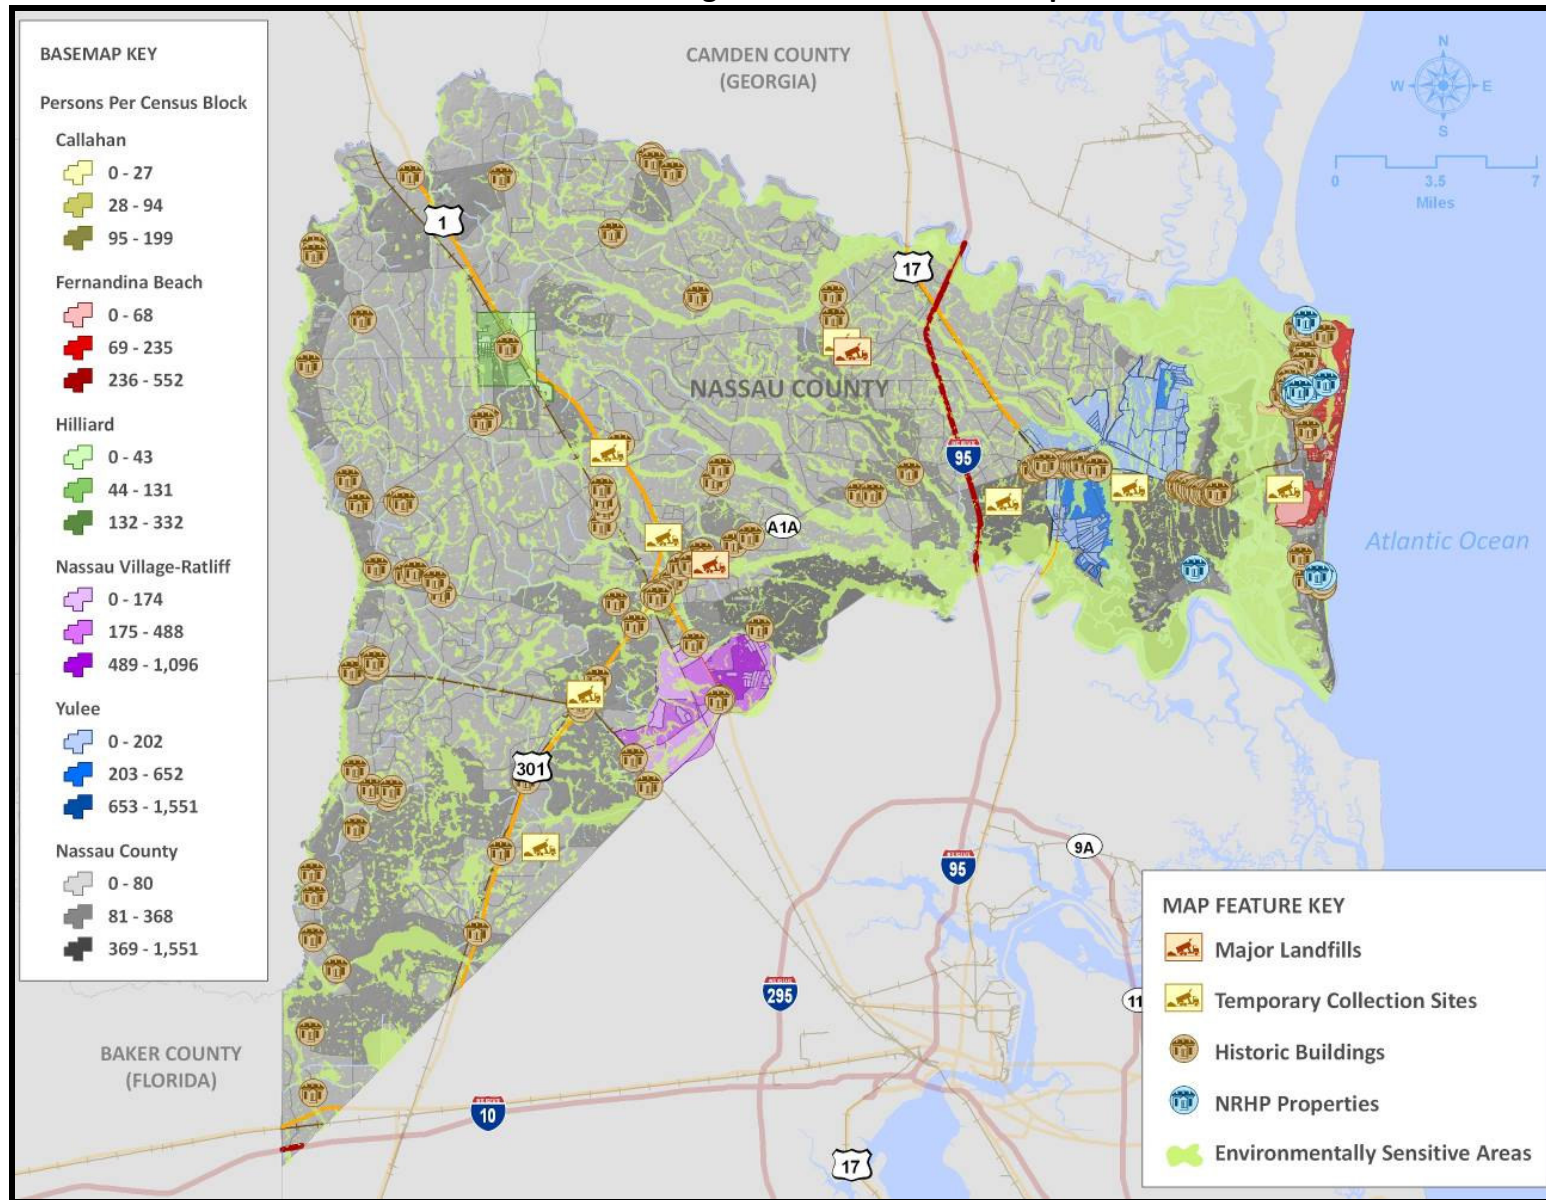 BASEMAP KEY
Persons Per Census Block
Callahan
0 - 27
28 - 94
95 - 199
Fernandina Beach
0 - 68
69 - 235
236 - 552
Hilliard
0 - 43
44 - 131
132 - 332
Nassau Village-Ratliff
0 - 174
175 - 488
489 - 1,096
Yulee
0 - 202
203 - 652
653 - 1,551
Nassau County
0 - 80
81 - 368
369 - 1,551
CAMDEN COUNTY
(GEORGIA)
N
W
E
S
0
3.5
7
Miles
1
17
NASSAU COUNTY
95
A1A
Atlantic Ocean
301
9A
95
295
11
BAKER COUNTY
(FLORIDA)
10
17
MAP FEATURE KEY
Major Landfills
Temporary Collection Sites
Historic Buildings
NRHP Properties
Environmentally Sensitive Areas